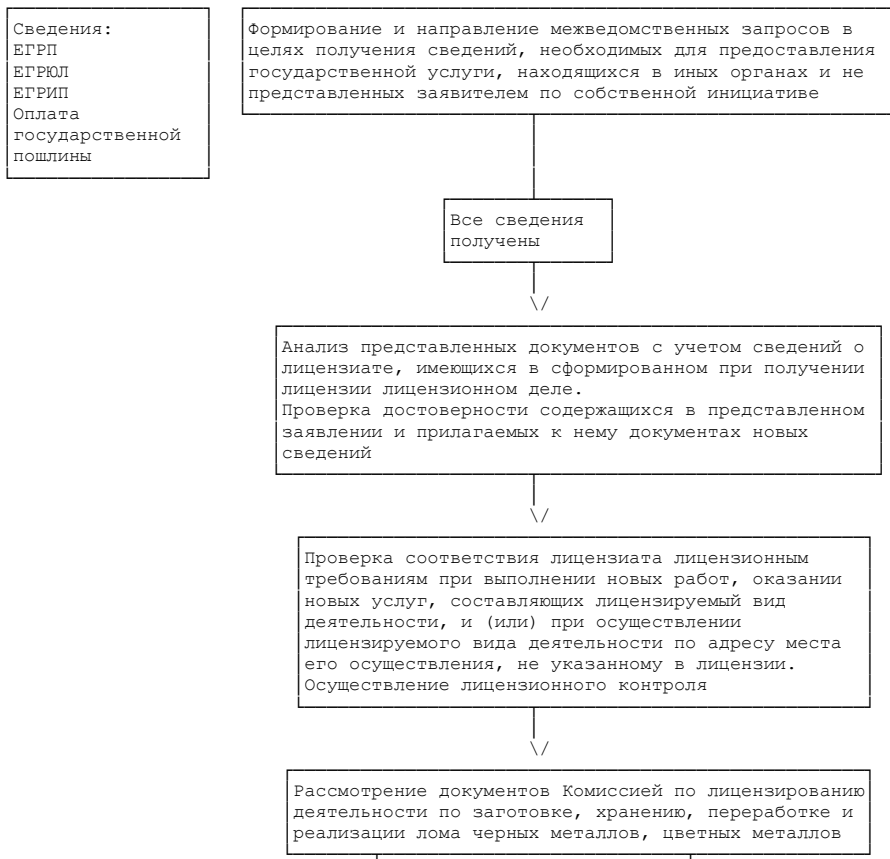 Сведения:
ЕГРП
ЕГРЮЛ
ЕГРИП
Оплата
государственной
пошлины
Формирование и направление межведомственных запросов в
целях получения сведений, необходимых для предоставления
государственной услуги, находящихся в иных органах и не
представленных заявителем по собственной инициативе
Все сведения
получены
Анализ представленных документов с учетом сведений о
лицензиате, имеющихся в сформированном при получении
лицензии лицензионном деле.
Проверка достоверности содержащихся в представленном
заявлении и прилагаемых к нему документах новых
сведений
Проверка соответствия лицензиата лицензионным
требованиям при выполнении новых работ, оказании
новых услуг, составляющих лицензируемый вид
деятельности, и (или) при осуществлении
лицензируемого вида деятельности по адресу места
его осуществления, не указанному в лицензии.
Осуществление лицензионного контроля
Рассмотрение документов Комиссией по лицензированию
деятельности по заготовке, хранению, переработке и
реализации лома черных металлов, цветных металлов